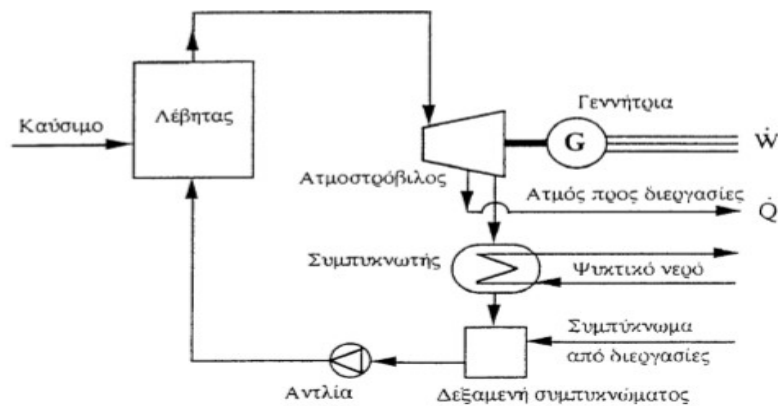 Γεννήτρια
Λέβητας
Καύσιμο
G
Ẇ
Ατμοστρόβιλος
Ατμός προς διεργασίες
Q̇
Συμπυκνωτής
Ψυκτικό νερό
Συμπύκνωμα
από διεργασίες
Αντλία
Δεξαμενή συμπυκνώματος